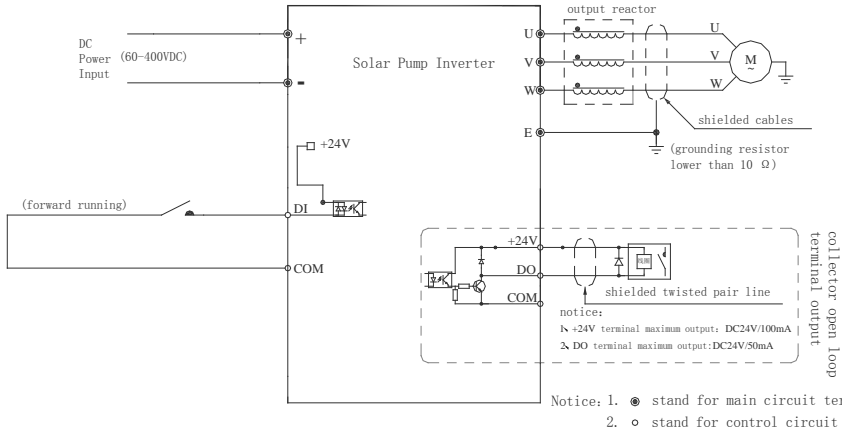 output reactor
DC
Power (60-400VDC)
Input
+
-
Solar Pump Inverter
U
V
W
U
V
W
M
~
shielded cables
E
(grounding resistor
lower than 10 Ω)
+24V
(forward running)
DI
COM
+24V
DO
COM
线圈
shielded twisted pair line
notice:
1、+24V terminal maximum output: DC24V/100mA
2、DO terminal maximum output:DC24V/50mA
collector open loop
terminal output
Notice: 1. stand for main circuit ter
2. stand for control circuit